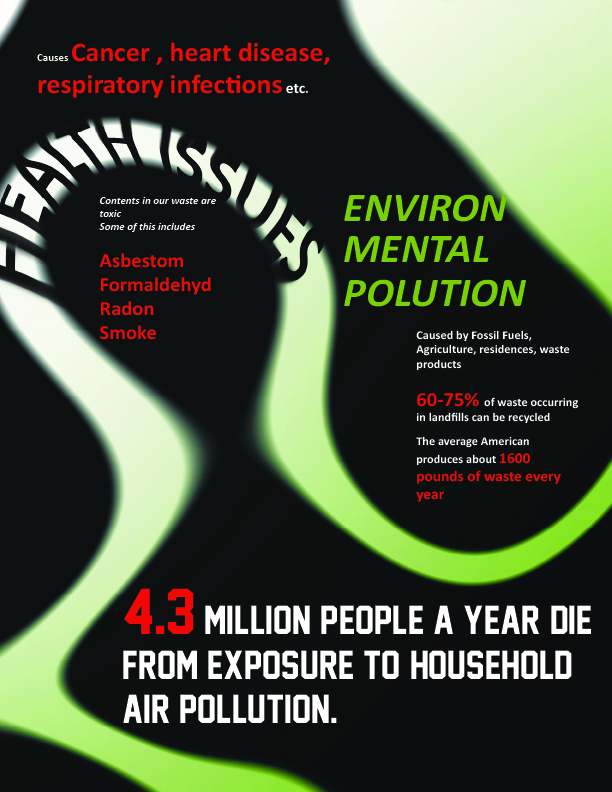 Causes Cancer , heart disease,
respiratory infections etc.
HEALTH ISSUES
Contents in our waste are
toxic
Some of this includes
Asbestom
Formaldehyd
Radon
Smoke
ENVIRON
MENTAL
POLUTION
Caused by Fossil Fuels,
Agriculture, residences, waste
products
60-75% of waste occurring
in landfills can be recycled
The average American
produces about 1600
pounds of waste every
year
4.3 MILLION PEOPLE A YEAR DIE
FROM EXPOSURE TO HOUSEHOLD
AIR POLLUTION.